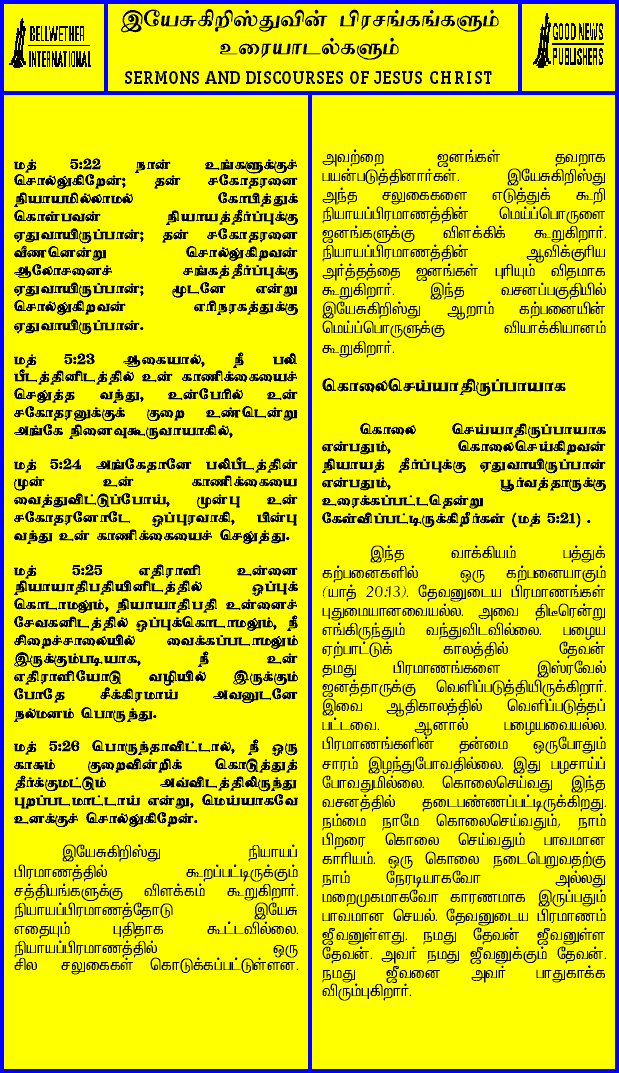 BELLWETHER
INTERNATIONAL
இயேசுகிறிஸ்துவின் பிரசங்கங்களும்
உரையாடல்களும்
SERMONS AND DISCOURSES OF JESUS CHRIST
GOOD NEWS
PUBLISHERS
மத் 5:22 நான் உங்களுக்குச்
சொல்லுகிறேன்; தன் சகோதரனை
நியாயமில்லாமல் கோபித்துக்
கொள்பவன் நியாயத்தீர்ப்புக்கு
ஏதுவாயிருப்பான்; தன் சகோதரனை
வீணனென்று சொல்லுகிறவன்
ஆலோசனைச் சங்கத்தீர்ப்புக்கு
ஏதுவாயிருப்பான்; மூடனே என்று
சொல்லுகிறவன் எரிநரகத்துக்கு
ஏதுவாயிருப்பான்.
மத் 5:23 ஆகையால், நீ பலி
பீடத்தினிடத்தில் உன் காணிக்கையைச்
செலுத்த வந்து, உன்பேரில் உன்
சகோதரனுக்குக் குறை உண்டென்று
அங்கே நினைவுகூருவாயாகில்,
மத் 5:24 அங்கேதானே பலிபீடத்தின்
முன் உன் காணிக்கையை
வைத்துவிட்டுப்போய், முன்பு உன்
சகோதரனோடே ஒப்புரவாகி, பின்பு
வந்து உன் காணிக்கையைச் செலுத்து.
மத் 5:25 எதிராளி உன்னை
நியாயாதிபதியினிடத்தில் ஒப்புக்
கொடாமலும், நியாயாதிபதி உன்னைச்
சேவகனிடத்தில் ஒப்புக்கொடாமலும், நீ
சிறைச்சாலையில் வைக்கப்படாமலும்
இருக்கும்படியாக, நீ உன்
எதிராளியோடு வழியில் இருக்கும்
போதே சீக்கிரமாய் அவனுடனே
நல்மனம் பொருந்து.
மத் 5:26 பொருந்தாவிட்டால், நீ ஒரு
காசும் குறைவின்றிக் கொடுத்துத்
தீர்க்குமட்டும் அவ்விடத்திலிருந்து
புறப்படமாட்டாய் என்று, மெய்யாகவே
உனக்குச் சொல்லுகிறேன்.
இயேசுகிறிஸ்து நியாயப்
பிரமாணத்தில் கூறப்பட்டிருக்கும்
சத்தியங்களுக்கு விளக்கம் கூறுகிறார்.
நியாயப்பிரமாணத்தோடு இயேசு
எதையும் புதிதாக கூட்டவில்லை.
நியாயப்பிரமாணத்தில் ஒரு
சில சலுகைகள் கொடுக்கப்பட்டுள்ளன.
அவற்றை ஜனங்கள் தவறாக
பயன்படுத்தினார்கள். இயேசுகிறிஸ்து
அந்த சலுகைகளை எடுத்துக் கூறி
நியாயப்பிரமாணத்தின் மெய்ப்பொருளை
ஜனங்களுக்கு விளக்கிக் கூறுகிறார்.
நியாயப்பிரமாணத்தின் ஆவிக்குரிய
அர்த்தத்தை ஜனங்கள் புரியும் விதமாக
கூறுகிறார். இந்த வசனப்பகுதியில்
இயேசுகிறிஸ்து ஆறாம் கற்பனையின்
மெய்ப்பொருளுக்கு வியாக்கியானம்
கூறுகிறார்.
கொலைசெய்யாதிருப்பாயாக
கொலை செய்யாதிருப்பாயாக
என்பதும், கொலைசெய்கிறவன்
நியாயத் தீர்ப்புக்கு ஏதுவாயிருப்பான்
என்பதும், பூர்வத்தாருக்கு
உரைக்கப்பட்டதென்று
கேள்விப்பட்டிருக்கிறீர்கள் (மத் 5:21) .
இந்த வாக்கியம் பத்துக்
கற்பனைகளில் ஒரு கற்பனையாகும்
(யாத் 20:13). தேவனுடைய பிரமாணங்கள்
புதுமையானவையல்ல. அவை திடீரென்று
எங்கிருந்தும் வந்துவிடவில்லை. பழைய
ஏற்பாட்டுக் காலத்தில் தேவன்
தமது பிரமாணங்களை இஸ்ரவேல்
ஜனத்தாருக்கு வெளிப்படுத்தியிருக்கிறார்.
இவை ஆதிகாலத்தில் வெளிப்படுத்தப்
பட்டவை. ஆனால் பழையவையல்ல.
பிரமாணங்களின் தன்மை ஒருபோதும்
சாரம் இழந்துபோவதில்லை. இது பழசாய்ப்
போவதுமில்லை. கொலைசெய்வது இந்த
வசனத்தில் தடைபண்ணப்பட்டிருக்கிறது.
நம்மை நாமே கொலைசெய்வதும், நாம்
பிறரை கொலை செய்வதும் பாவமான
காரியம். ஒரு கொலை நடைபெறுவதற்கு
நாம் நேரடியாகவோ அல்லது
மறைமுகமாகவோ காரணமாக இருப்பதும்
பாவமான செயல். தேவனுடைய பிரமாணம்
ஜீவனுள்ளது. நமது தேவன் ஜீவனுள்ள
தேவன். அவர் நமது ஜீவனுக்கும் தேவன்.
நமது ஜீவனை அவர் பாதுகாக்க
விரும்புகிறார்.